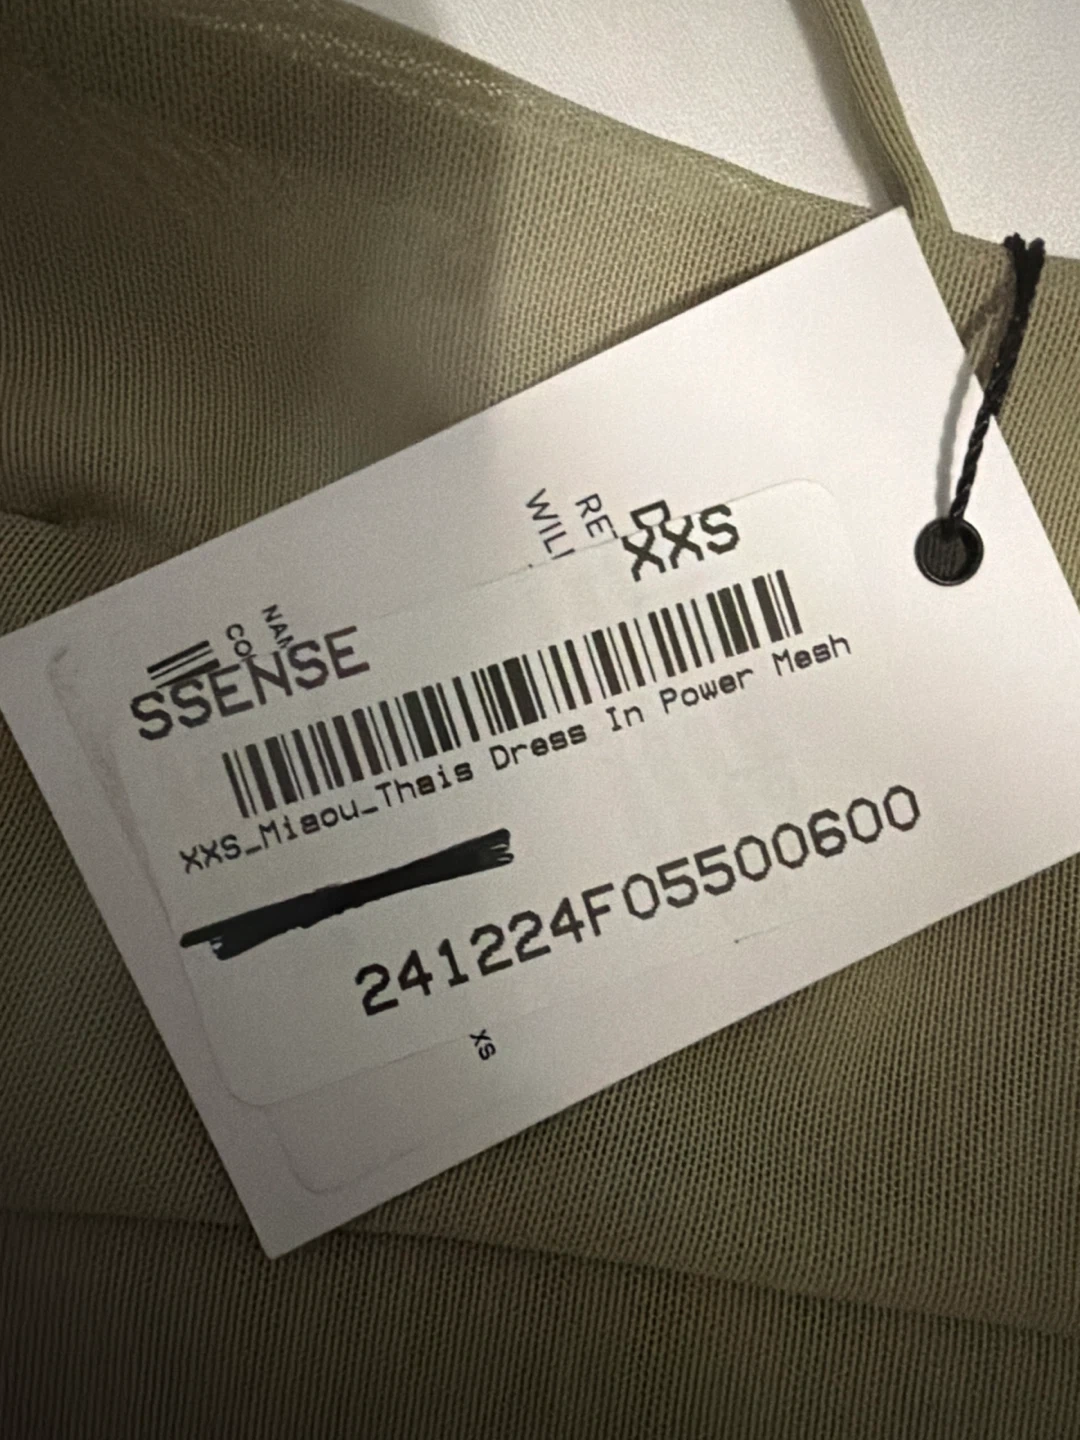 WIL
RE
D
XXS
NAM
CO
SSENSE
XXS_Miaou_Thais Dress In Power Mesh
241224F05500600
XS